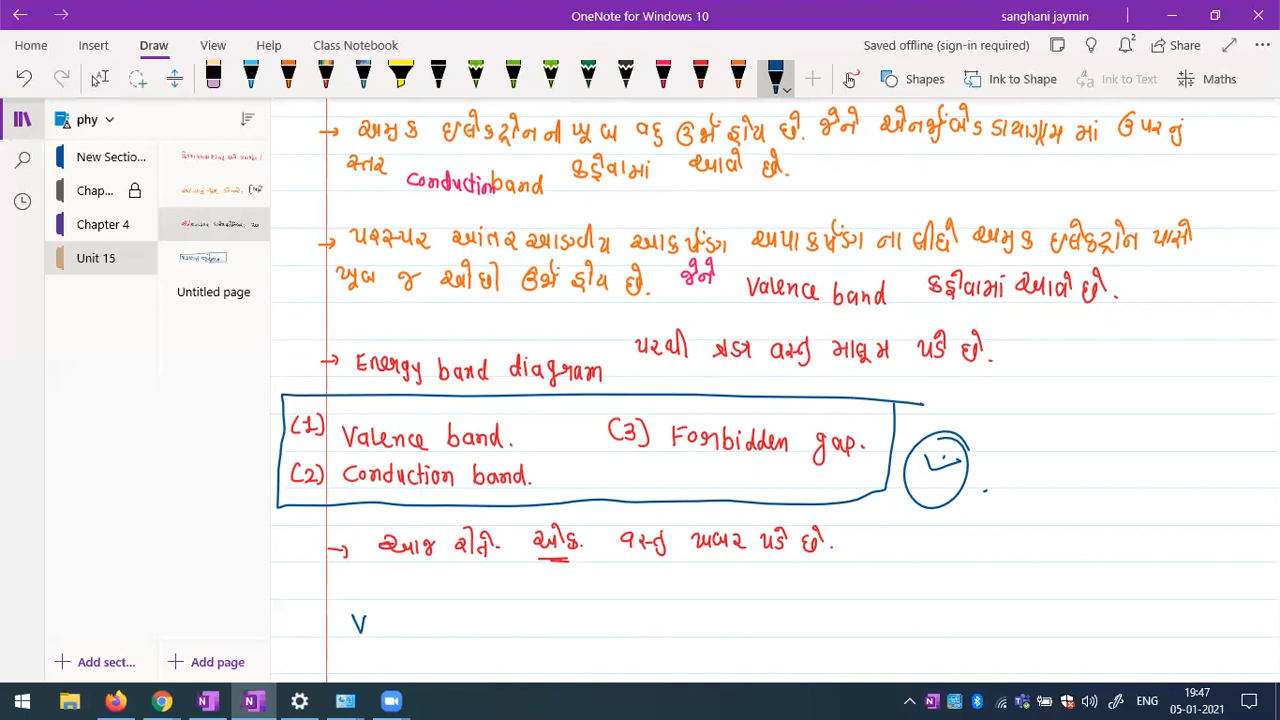 OneNote for Windows 10
sanghani jaymin
Home Insert Draw View Help Class Notebook
Saved offline (sign-in required) Share
Shapes Ink to Shape Ink to Text Maths
phy
New Sectio...
Chap...
Chapter 4
Unit 15
Untitled page
→ અમુક ઇલેક્ટ્રોન ની ખૂબ વધુ ઉર્જા હોય છે. જેને એનર્જી બેન્ડ ડાયાગ્રામ માં ઉપરનું
સ્તર conduction band કહેવામાં આવે છે.
→ પરસ્પર આંતર આણ્વીય આકર્ષણ અપાકર્ષણ ના લીધે અમુક ઇલેક્ટ્રોન પાસે
ખૂબ જ ઓછી ઉર્જા હોય છે. જેને Valence band કહેવામાં આવે છે.
→ Energy band diagram પરથી ત્રણ વસ્તુ માલૂમ પડે છે.
(1) Valence band. (3) Forbidden gap.
(2) Conduction band.
→ આજ રીતે એક વસ્તુ ખબર પડે છે.
V
+ Add sect... + Add page
ENG
19:47
05-01-2021